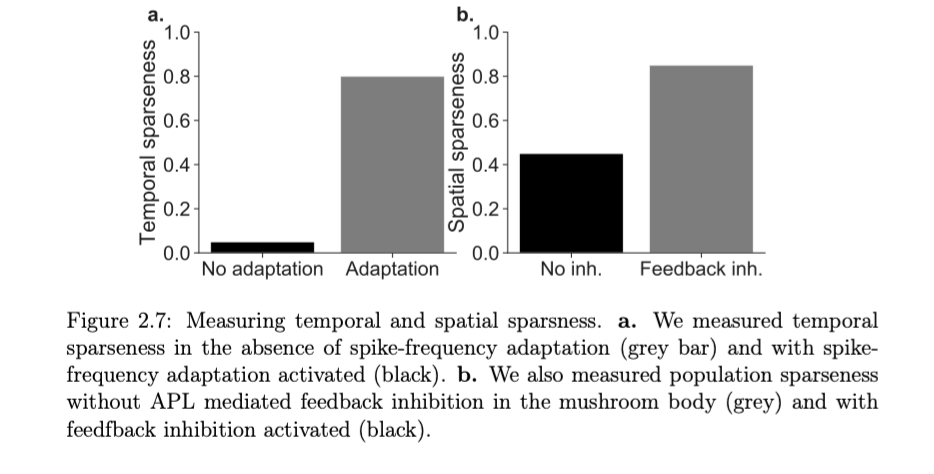 a.
Temporal sparseness
1.0
0.8
0.6
0.4
0.2
0.0
No adaptation Adaptation
b.
Spatial sparseness
1.0
0.8
0.6
0.4
0.2
0.0
No inh. Feedback inh.
Figure 2.7: Measuring temporal and spatial sparsness. a. We measured temporal
sparseness in the absence of spike-frequency adaptation (grey bar) and with spike-
frequency adaptation activated (black). b. We also measured population sparseness
without APL mediated feedback inhibition in the mushroom body (grey) and with
feedfback inhibition activated (black).